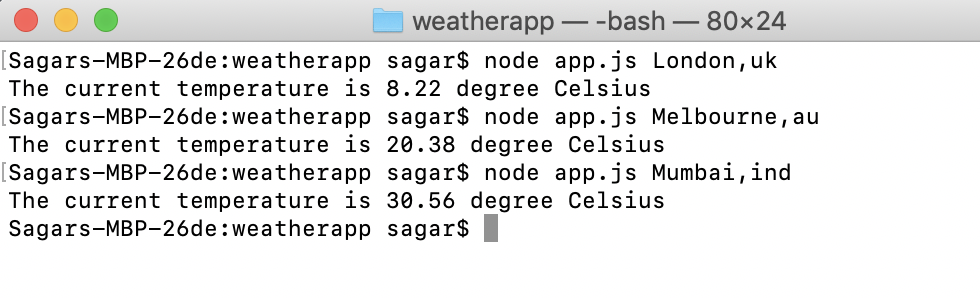 weatherapp — -bash — 80×24
[Sagars-MBP-26de:weatherapp sagar$ node app.js London,uk
The current temperature is 8.22 degree Celsius
[Sagars-MBP-26de:weatherapp sagar$ node app.js Melbourne,au
The current temperature is 20.38 degree Celsius
[Sagars-MBP-26de:weatherapp sagar$ node app.js Mumbai,ind
The current temperature is 30.56 degree Celsius
Sagars-MBP-26de:weatherapp sagar$